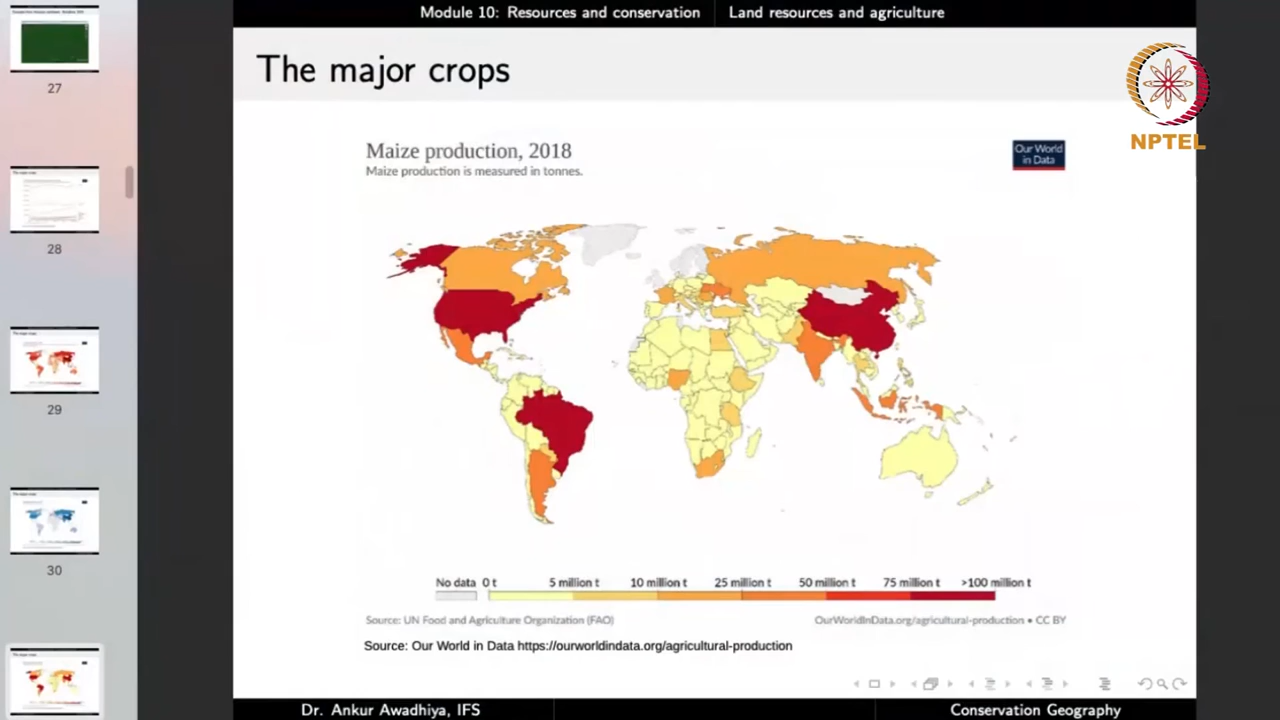 Module 10: Resources and conservation Land resources and agriculture
The major crops
NPTEL
Maize production, 2018
Maize production is measured in tonnes.
Our World
in Data
No data 0 t 5 million t 10 million t 25 million t 50 million t 75 million t >100 million t
Source: UN Food and Agriculture Organization (FAO) OurWorldInData.org/agricultural-production • CC BY
Source: Our World in Data https://ourworldindata.org/agricultural-production
Dr. Ankur Awadhiya, IFS Conservation Geography
27
28
29
30